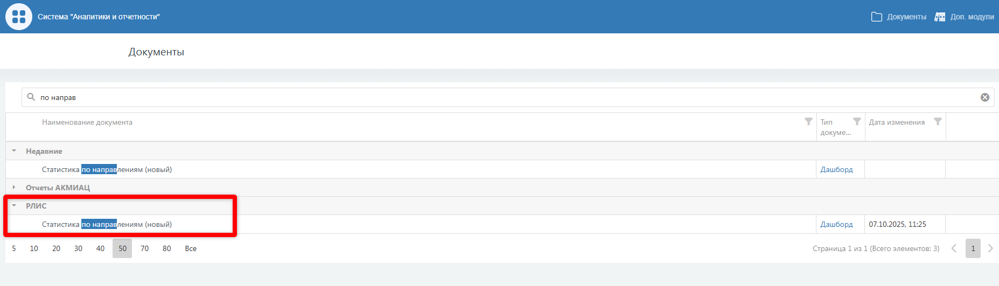 Система "Аналитики и отчетности"
Документы
Доп. модули
Документы
по направ
Наименование документа
Тип докуме...
Дата изменения
Недавние
Статистика по направлениям (новый)
Дашборд
Отчеты АКМИАЦ
РЛИС
Статистика по направлениям (новый)
Дашборд
07.10.2025, 11:25
5 10 20 30 40 50 70 80 Все
Страница 1 из 1 (Всего элементов: 3)
1